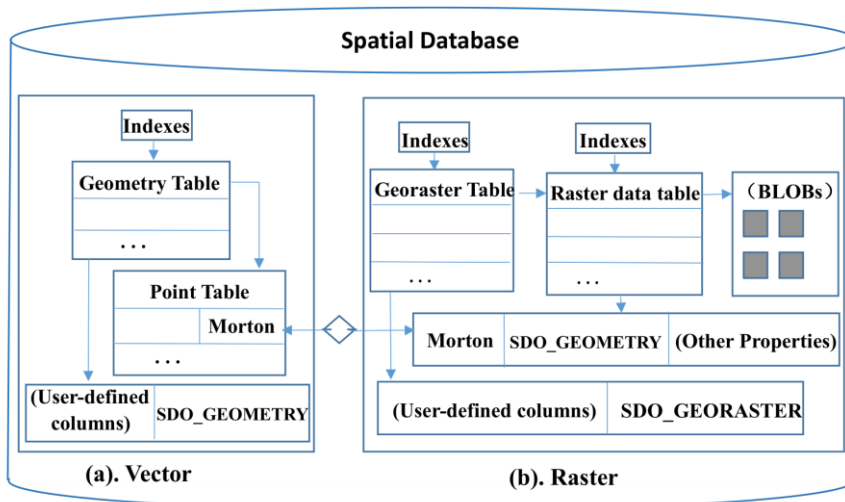 Spatial Database
Indexes
Geometry Table
...
Point Table
Morton
...
(User-defined
columns)
SDO_GEOMETRY
(a). Vector
Indexes
Indexes
Georaster Table
...
Raster data table
...
（BLOBs）
Morton
SDO_GEOMETRY
(Other Properties)
(User-defined columns)
SDO_GEORASTER
(b). Raster